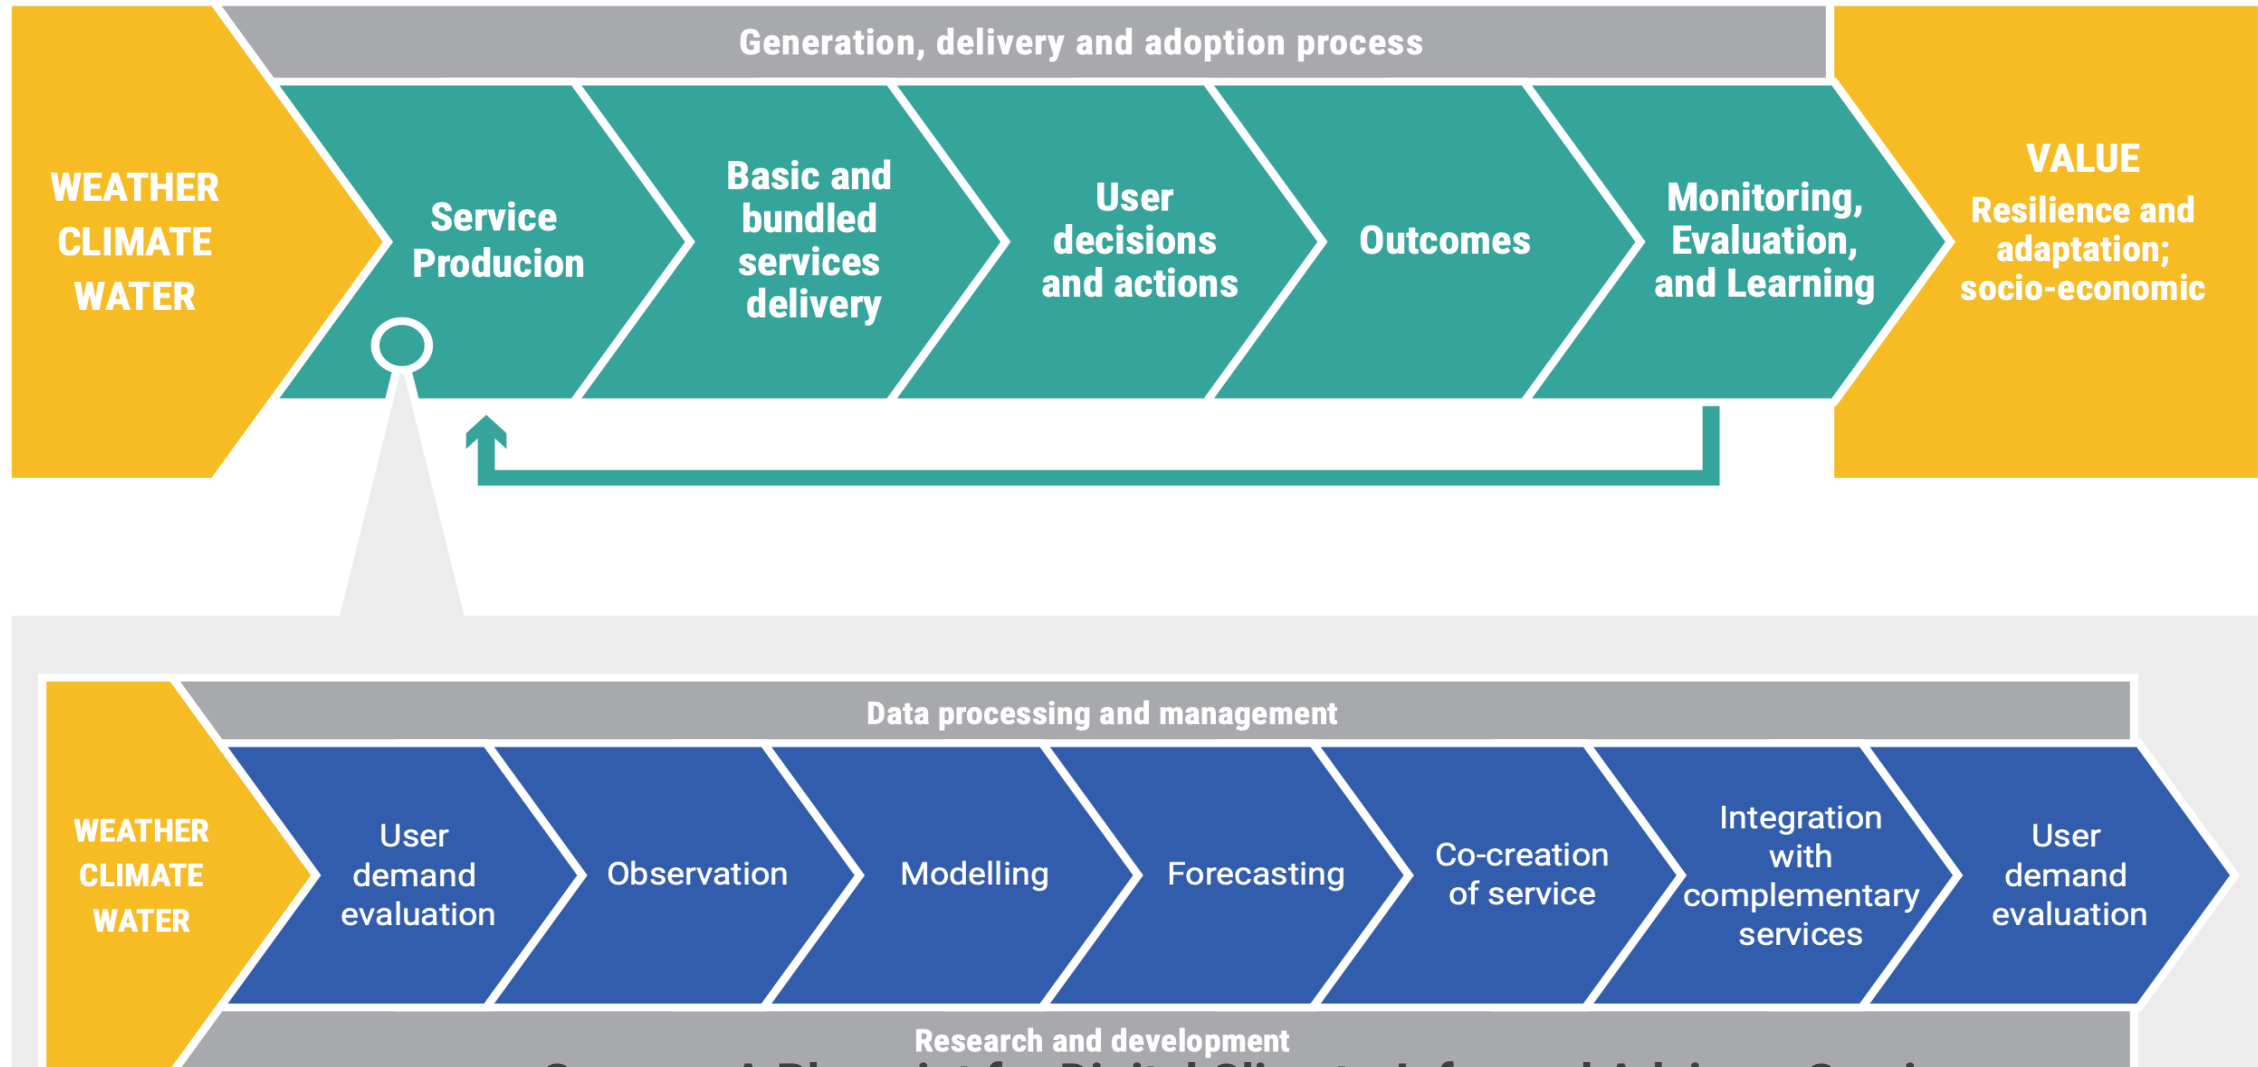 Generation, delivery and adoption process
WEATHER
CLIMATE
WATER
Service
Producion
Basic and
bundled
services
delivery
User
decisions
and actions
Outcomes
Monitoring,
Evaluation,
and Learning
VALUE
Resilience and
adaptation;
socio-economic
Data processing and management
WEATHER
CLIMATE
WATER
User
demand
evaluation
Observation
Modelling
Forecasting
Co-creation
of service
Integration
with
complementary
services
User
demand
evaluation
Research and development